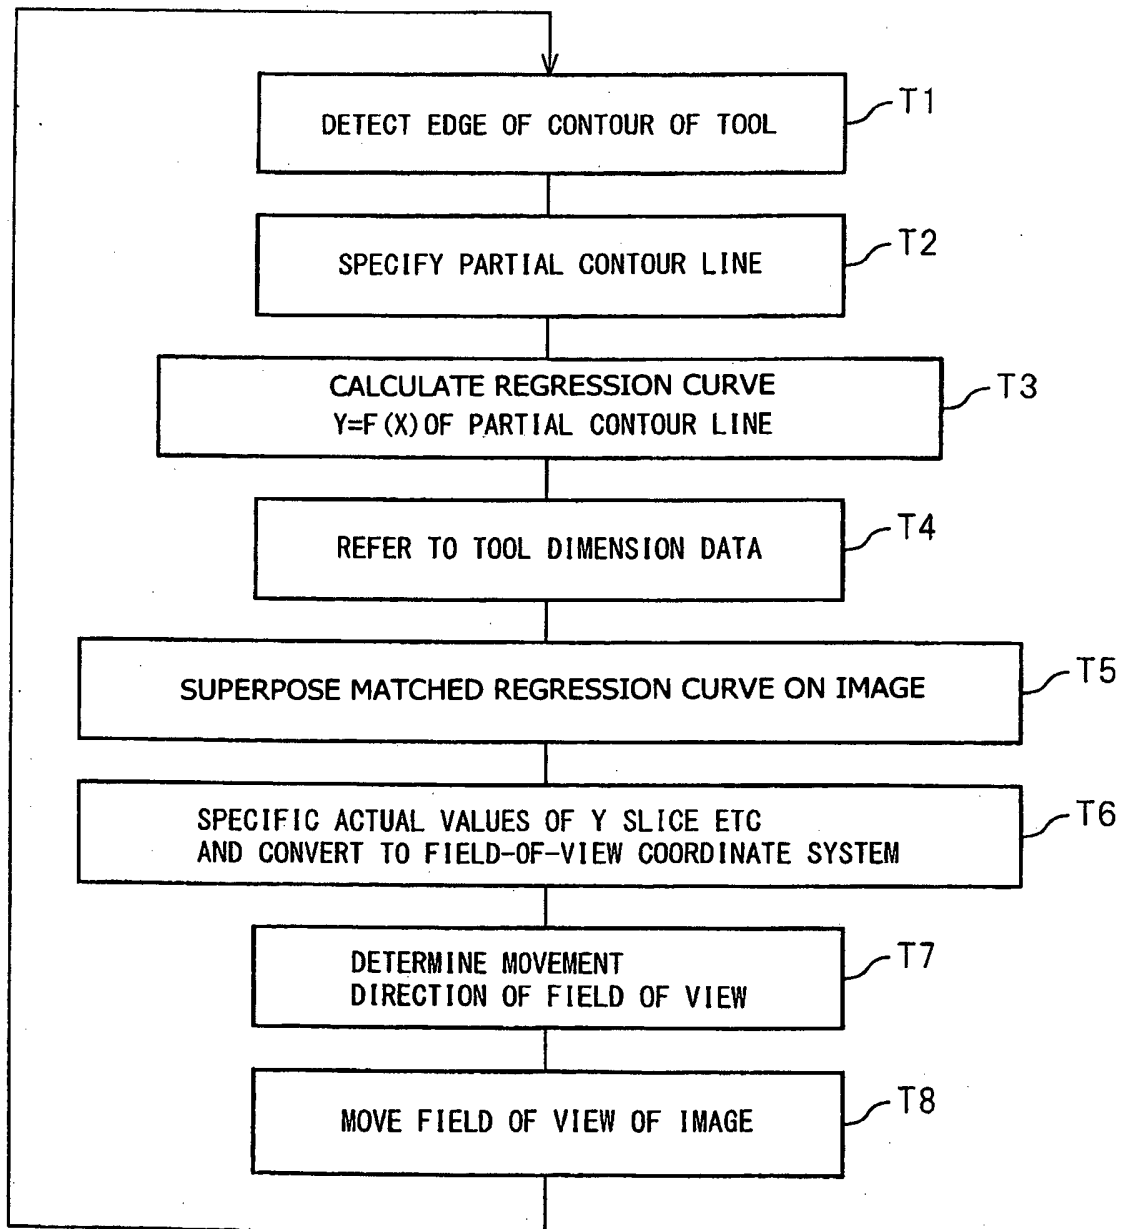 DETECT EDGE OF CONTOUR OF TOOL
T1
SPECIFY PARTIAL CONTOUR LINE
T2
CALCULATE REGRESSION CURVE
Y=F(X)OF PARTIAL CONTOUR LINE
T3
REFER TO TOOL DIMENSION DATA
T4
SUPERPOSE MATCHED REGRESSION CURVE ON IMAGE
T5
SPECIFIC ACTUAL VALUES OF Y SLICE ETC
AND CONVERT TO FIELD-OF-VIEW COORDINATE SYSTEM
T6
DETERMINE MOVEMENT
DIRECTION OF FIELD OF VIEW
T7
MOVE FIELD OF VIEW OF IMAGE
T8